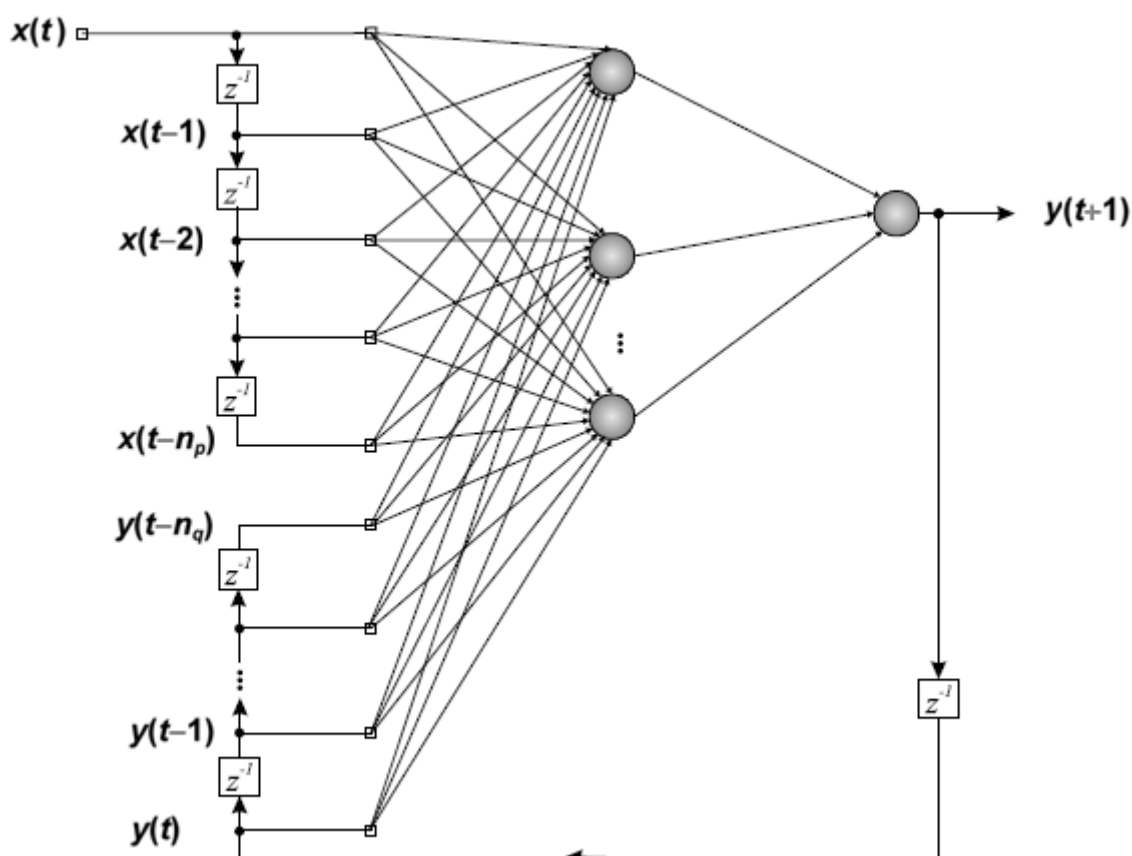 x(t)
z⁻¹
x(t−1)
z⁻¹
x(t−2)
...
z⁻¹
x(t−nₚ)
y(t−n_q)
z⁻¹
...
y(t−1)
z⁻¹
y(t)
...
y(t+1)
z⁻¹